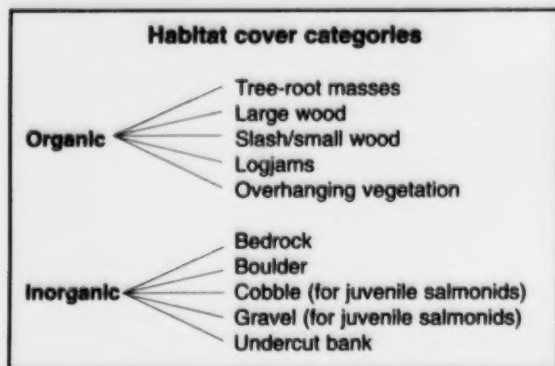 Habitat cover categories
Organic
Tree-root masses
Large wood
Slash/small wood
Logjams
Overhanging vegetation
Inorganic
Bedrock
Boulder
Cobble (for juvenile salmonids)
Gravel (for juvenile salmonids)
Undercut bank